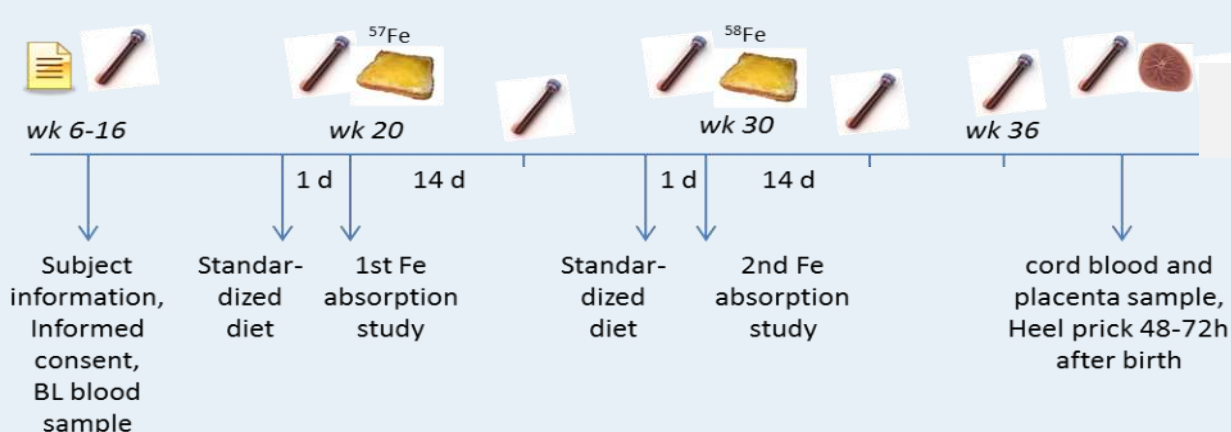 ⁵⁷Fe
⁵⁸Fe
wk 6-16
wk 20
wk 30
wk 36
1 d
14 d
1 d
14 d
Subject
information,
Informed
consent,
BL blood
sample
Standar-
dized
diet
1st Fe
absorption
study
Standar-
dized
diet
2nd Fe
absorption
study
cord blood and
placenta sample,
Heel prick 48-72h
after birth